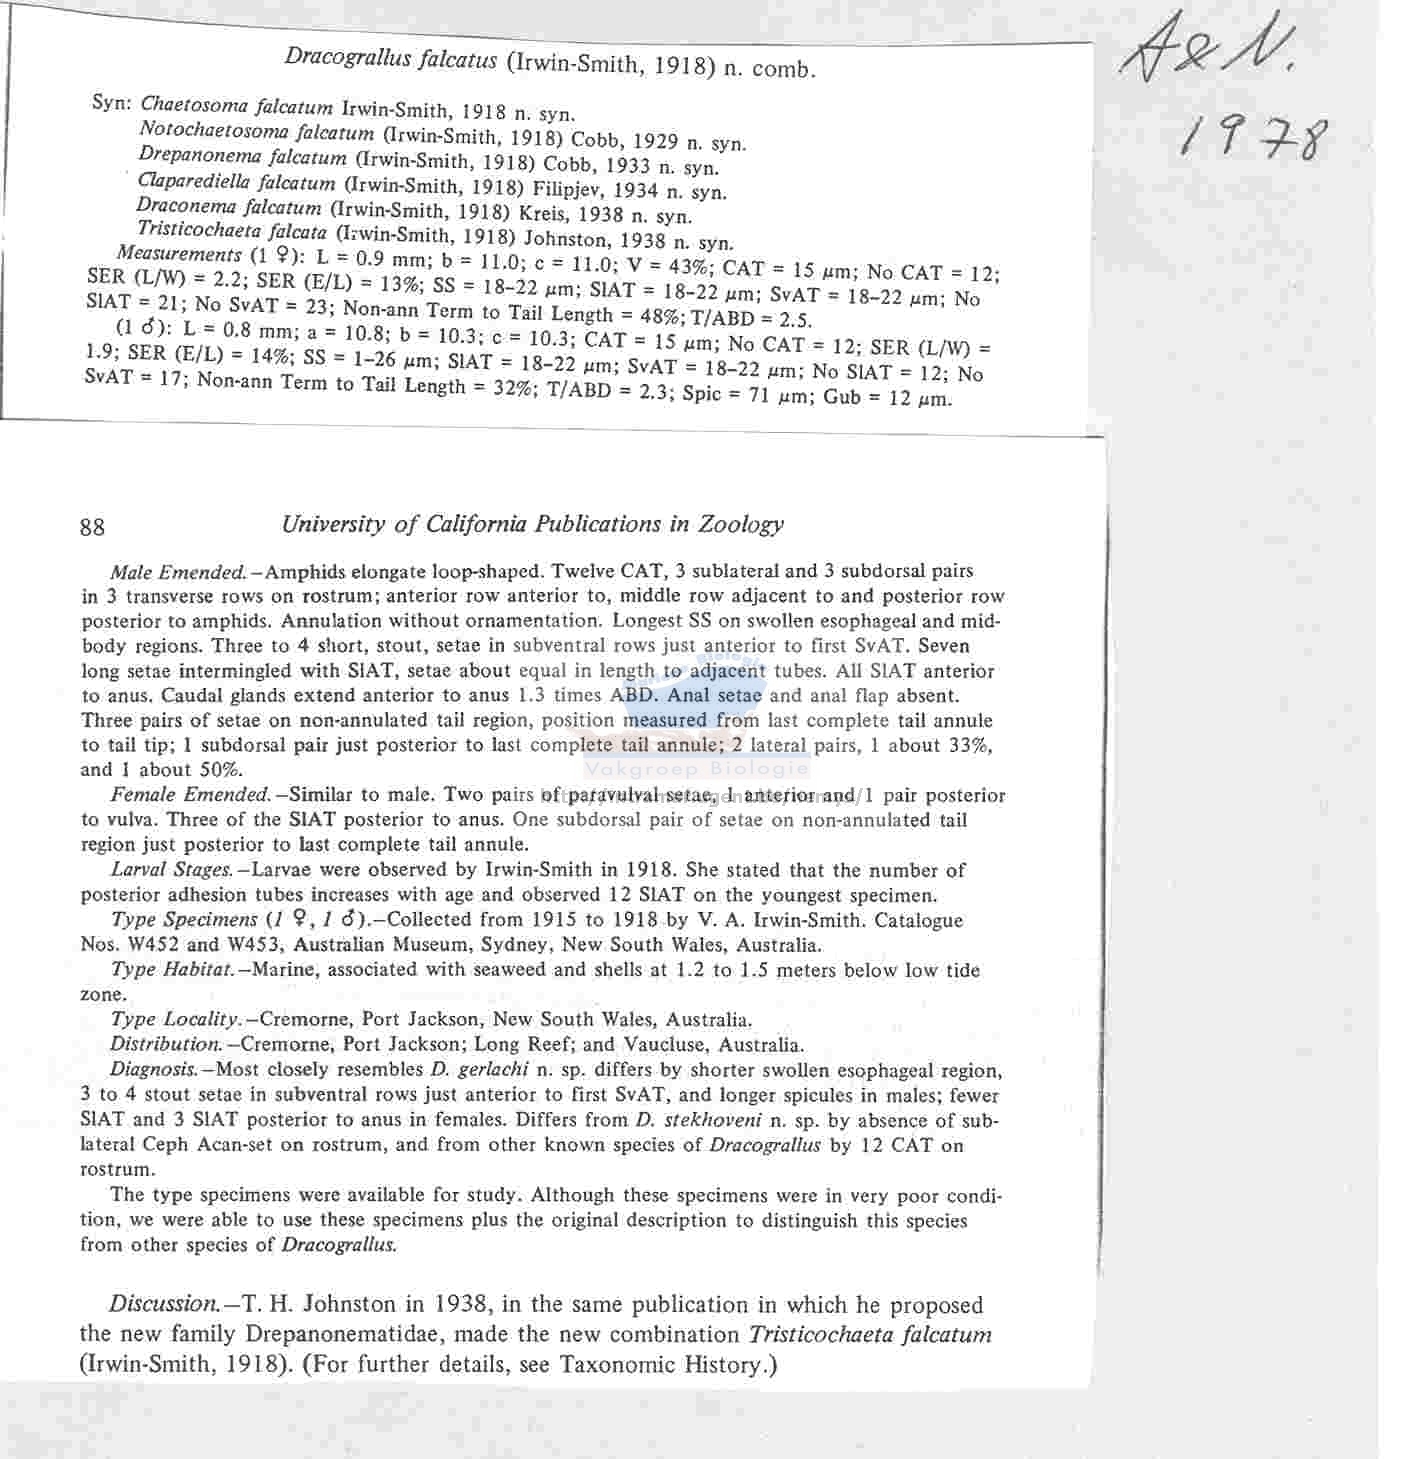 A & N.
1978
Dracograllus falcatus (Irwin-Smith, 1918) n. comb.
Syn: Chaetosoma falcatum Irwin-Smith, 1918 n. syn.
Notochaetosoma falcatum (Irwin-Smith, 1918) Cobb, 1929 n. syn.
Drepanonema falcatum (Irwin-Smith, 1918) Cobb, 1933 n. syn.
Claparediella falcatum (Irwin-Smith, 1918) Filipjev, 1934 n. syn.
Draconema falcatum (Irwin-Smith, 1918) Kreis, 1938 n. syn.
Tristicochaeta falcata (Irwin-Smith, 1918) Johnston, 1938 n. syn.
Measurements (1 ♀): L = 0.9 mm; b = 11.0; c = 11.0; V = 43%; CAT = 15 μm; No CAT = 12;
SER (L/W) = 2.2; SER (E/L) = 13%; SS = 18–22 μm; SlAT = 18–22 μm; SvAT = 18–22 μm; No
SlAT = 21; No SvAT = 23; Non-ann Term to Tail Length = 48%; T/ABD = 2.5.
(1 ♂): L = 0.8 mm; a = 10.8; b = 10.3; c = 10.3; CAT = 15 μm; No CAT = 12; SER (L/W) =
1.9; SER (E/L) = 14%; SS = 1–26 μm; SlAT = 18–22 μm; SvAT = 18–22 μm; No SlAT = 12; No
SvAT = 17; Non-ann Term to Tail Length = 32%; T/ABD = 2.3; Spic = 71 μm; Gub = 12 μm.
88 University of California Publications in Zoology
Male Emended.—Amphids elongate loop-shaped. Twelve CAT, 3 sublateral and 3 subdorsal pairs
in 3 transverse rows on rostrum; anterior row anterior to, middle row adjacent to and posterior row
posterior to amphids. Annulation without ornamentation. Longest SS on swollen esophageal and mid-
body regions. Three to 4 short, stout, setae in subventral rows just anterior to first SvAT. Seven
long setae intermingled with SlAT, setae about equal in length to adjacent tubes. All SlAT anterior
to anus. Caudal glands extend anterior to anus 1.3 times ABD. Anal setae and anal flap absent.
Three pairs of setae on non-annulated tail region, position measured from last complete tail annule
to tail tip; 1 subdorsal pair just posterior to last complete tail annule; 2 lateral pairs, 1 about 33%,
and 1 about 50%.
Vakgroep Biologie
Female Emended.—Similar to male. Two pairs of paravulval setae, 1 anterior and 1 pair posterior
to vulva. Three of the SlAT posterior to anus. One subdorsal pair of setae on non-annulated tail
region just posterior to last complete tail annule.
Larval Stages.—Larvae were observed by Irwin-Smith in 1918. She stated that the number of
posterior adhesion tubes increases with age and observed 12 SlAT on the youngest specimen.
Type Specimens (1 ♀, 1 ♂).—Collected from 1915 to 1918 by V. A. Irwin-Smith. Catalogue
Nos. W452 and W453, Australian Museum, Sydney, New South Wales, Australia.
Type Habitat.—Marine, associated with seaweed and shells at 1.2 to 1.5 meters below low tide
zone.
Type Locality.—Cremorne, Port Jackson, New South Wales, Australia.
Distribution.—Cremorne, Port Jackson; Long Reef; and Vaucluse, Australia.
Diagnosis.—Most closely resembles D. gerlachi n. sp. differs by shorter swollen esophageal region,
3 to 4 stout setae in subventral rows just anterior to first SvAT, and longer spicules in males; fewer
SlAT and 3 SlAT posterior to anus in females. Differs from D. stekhoveni n. sp. by absence of sub-
lateral Ceph Acan-set on rostrum, and from other known species of Dracograllus by 12 CAT on
rostrum.
The type specimens were available for study. Although these specimens were in very poor condi-
tion, we were able to use these specimens plus the original description to distinguish this species
from other species of Dracograllus.
Discussion.—T. H. Johnston in 1938, in the same publication in which he proposed
the new family Drepanonematidae, made the new combination Tristicochaeta falcatum
(Irwin-Smith, 1918). (For further details, see Taxonomic History.)